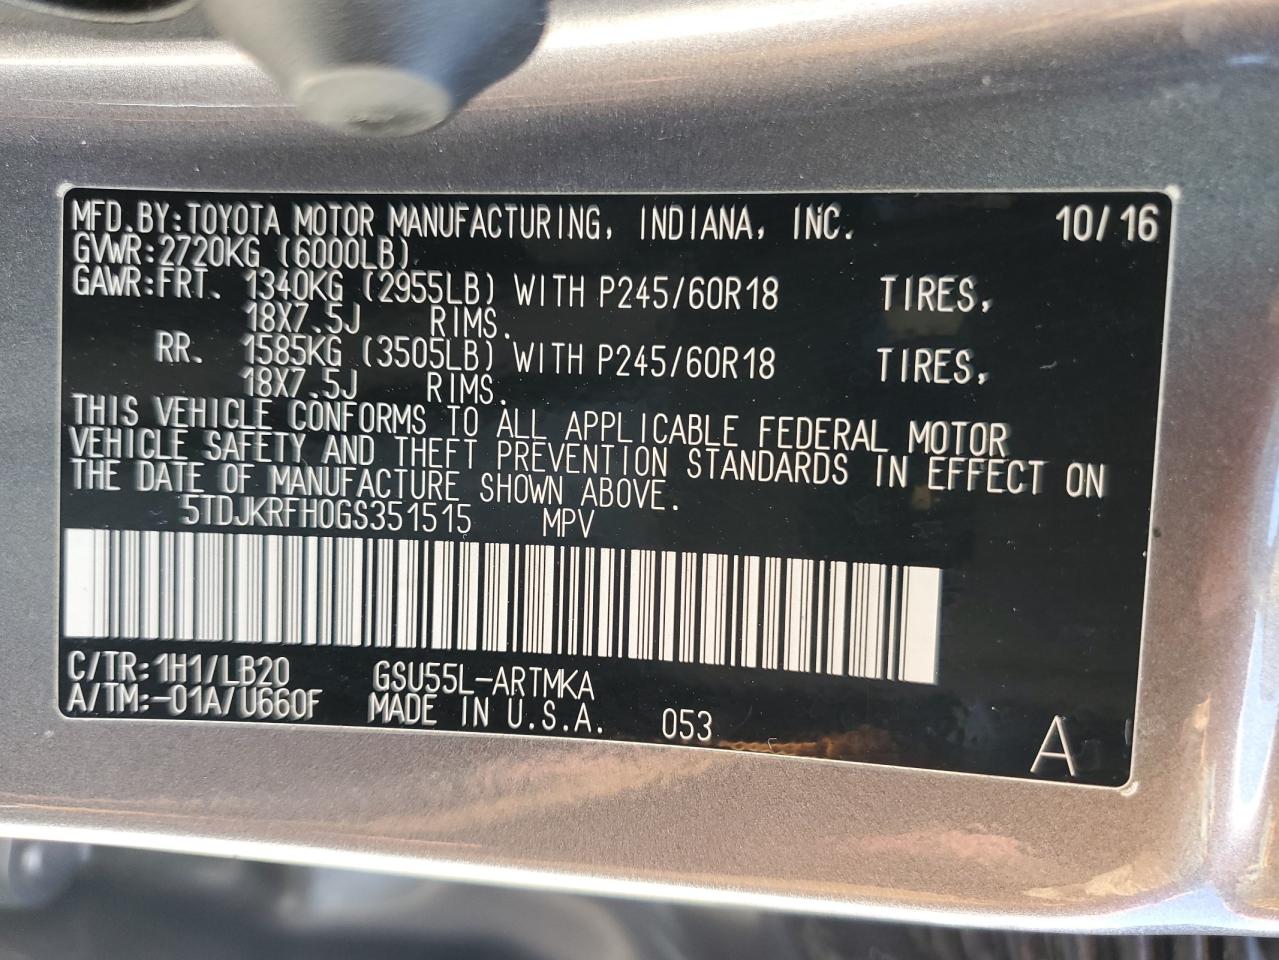 MFD.BY:TOYOTA MOTOR MANUFACTURING, INDIANA, INC. 10/16
GVWR:2720KG (6000LB)
GAWR:FRT. 1340KG (2955LB) WITH P245/60R18 TIRES,
18X7.5J RIMS.
RR. 1585KG (3505LB) WITH P245/60R18 TIRES,
18X7.5J RIMS.
THIS VEHICLE CONFORMS TO ALL APPLICABLE FEDERAL MOTOR
VEHICLE SAFETY AND THEFT PREVENTION STANDARDS IN EFFECT ON
THE DATE OF MANUFACTURE SHOWN ABOVE.
5TDJKRFH0GS351515 MPV
C/TR:1H1/LB20 GSU55L-ARTMKA
A/TM:-01A/U660F MADE IN U.S.A. 053
A